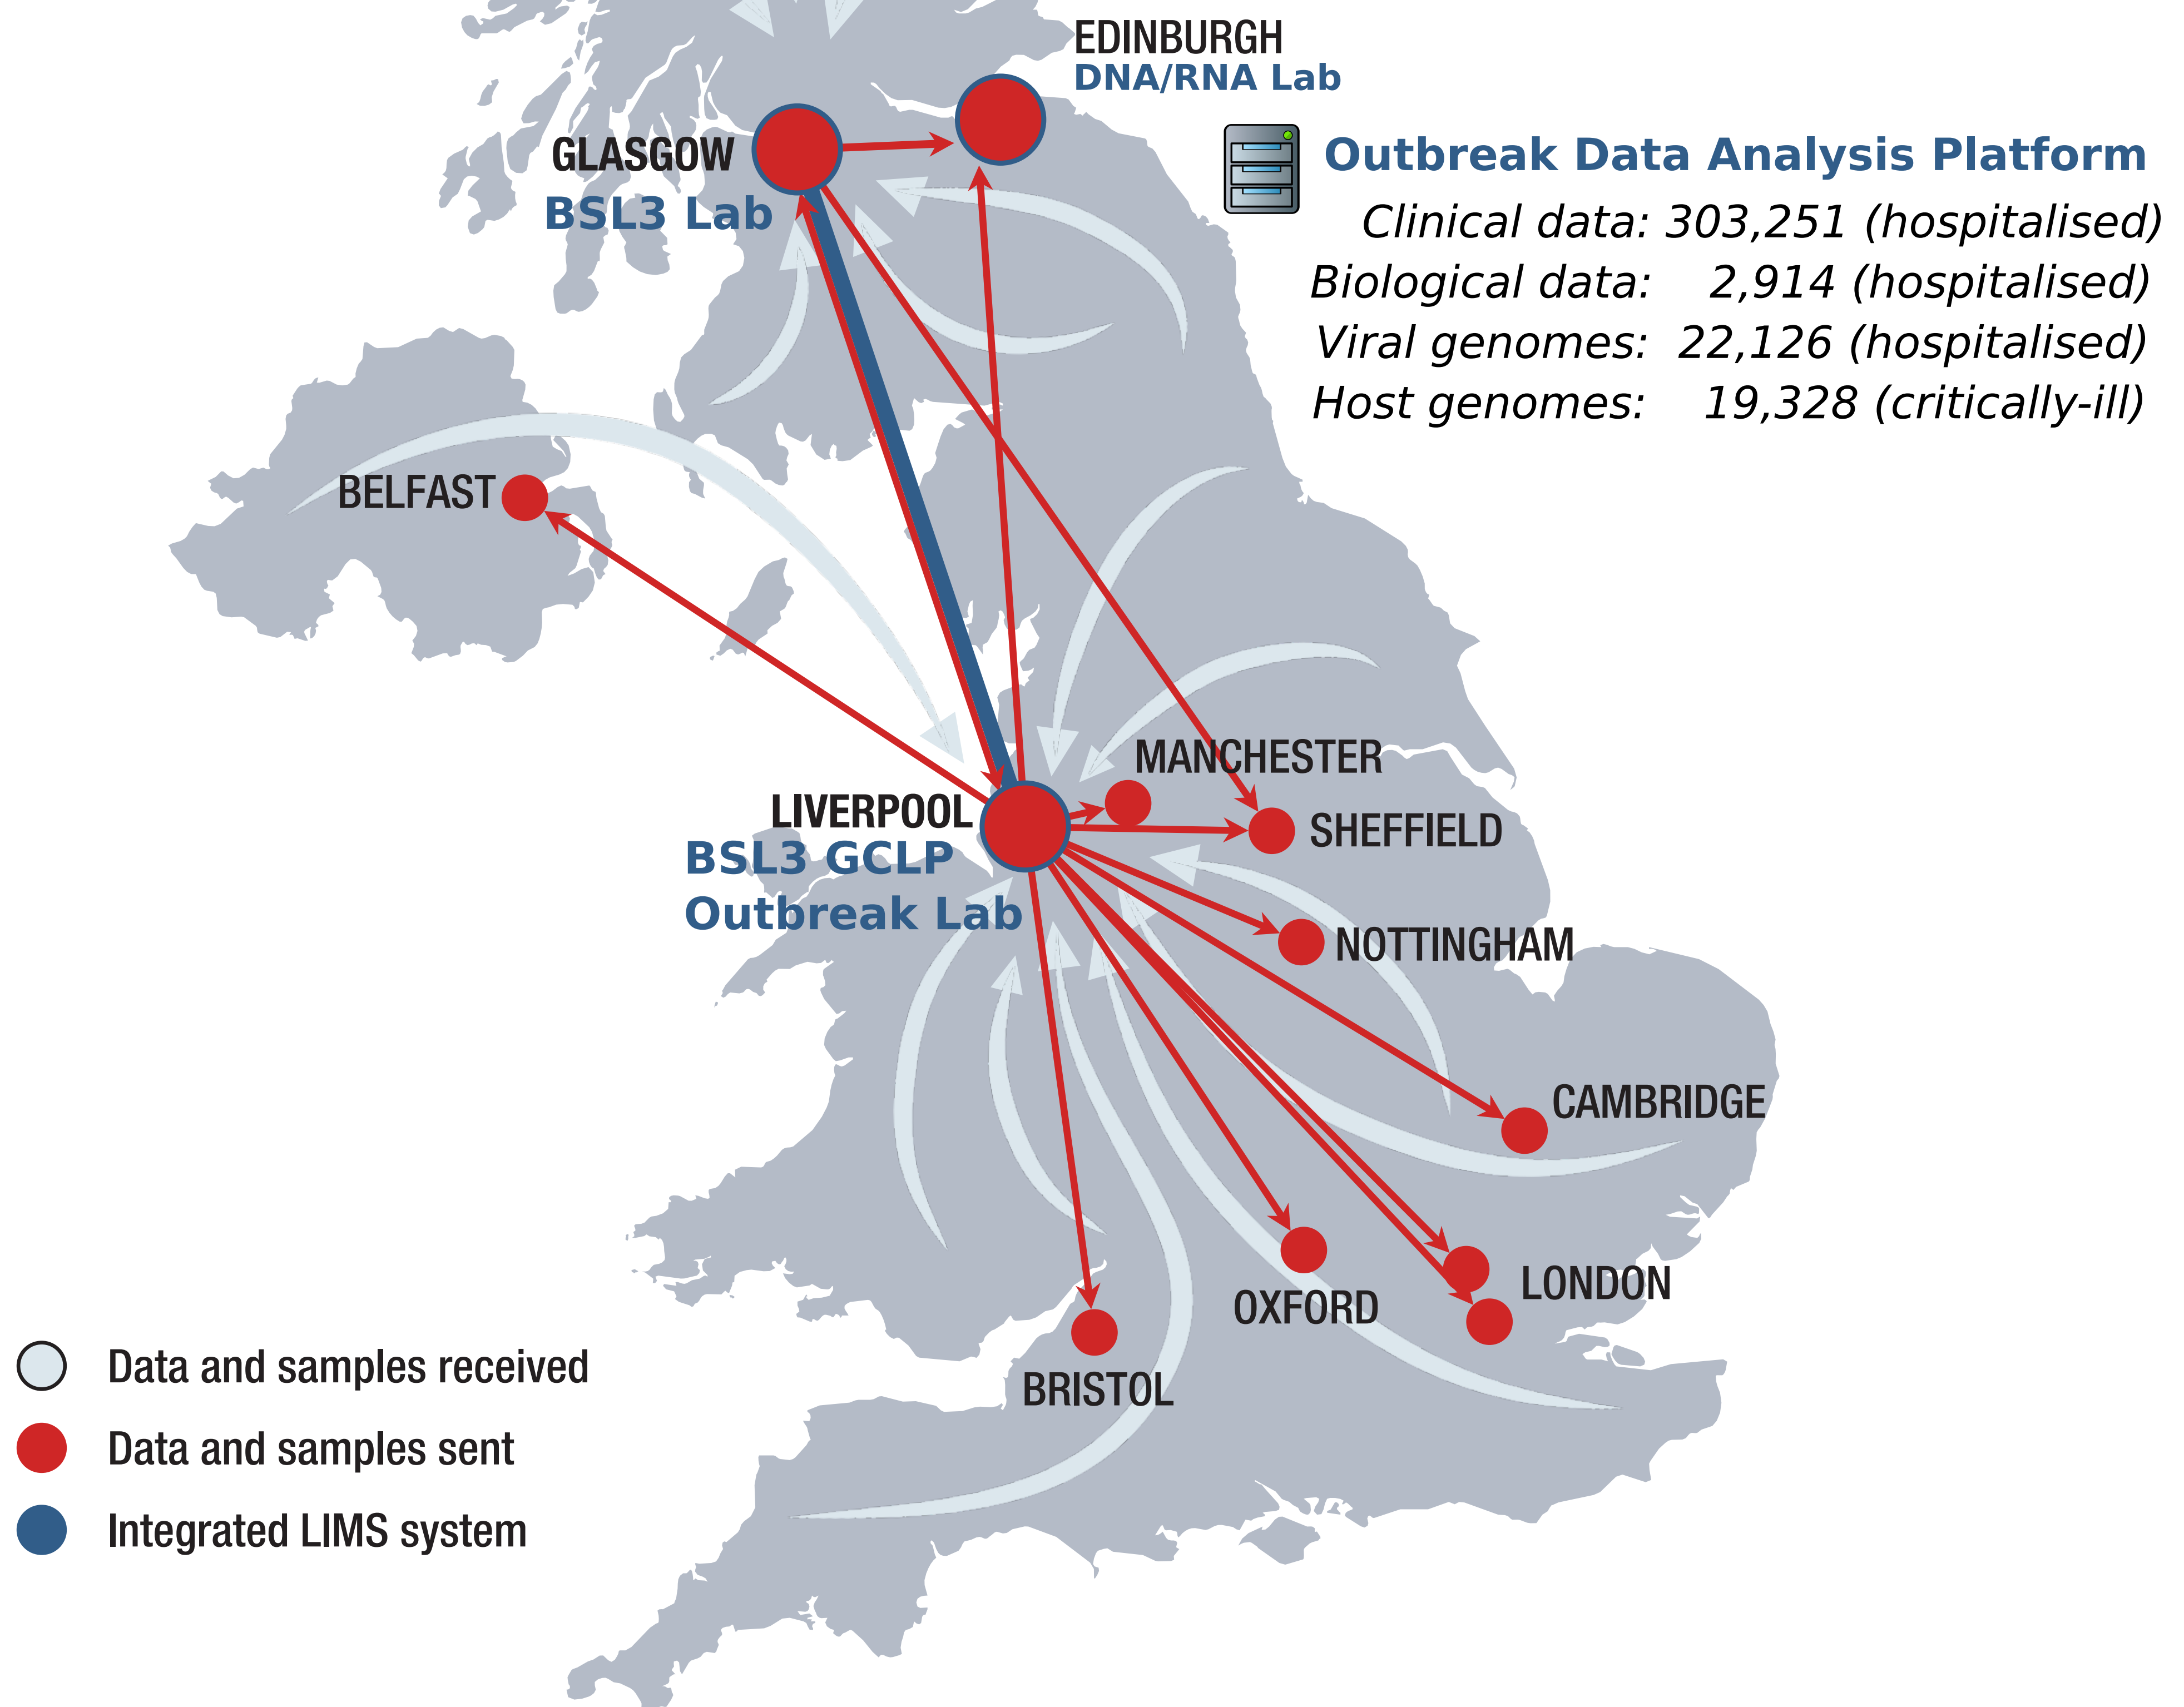 EDINBURGH
DNA/RNA Lab
GLASGOW
BSL3 Lab
Outbreak Data Analysis Platform
Clinical data: 303,251 (hospitalised)
Biological data: 2,914 (hospitalised)
Viral genomes: 22,126 (hospitalised)
Host genomes: 19,328 (critically-ill)
BELFAST
MANCHESTER
LIVERPOOL
BSL3 GCLP
Outbreak Lab
SHEFFIELD
NOTTINGHAM
CAMBRIDGE
LONDON
OXFORD
BRISTOL
Data and samples received
Data and samples sent
Integrated LIMS system